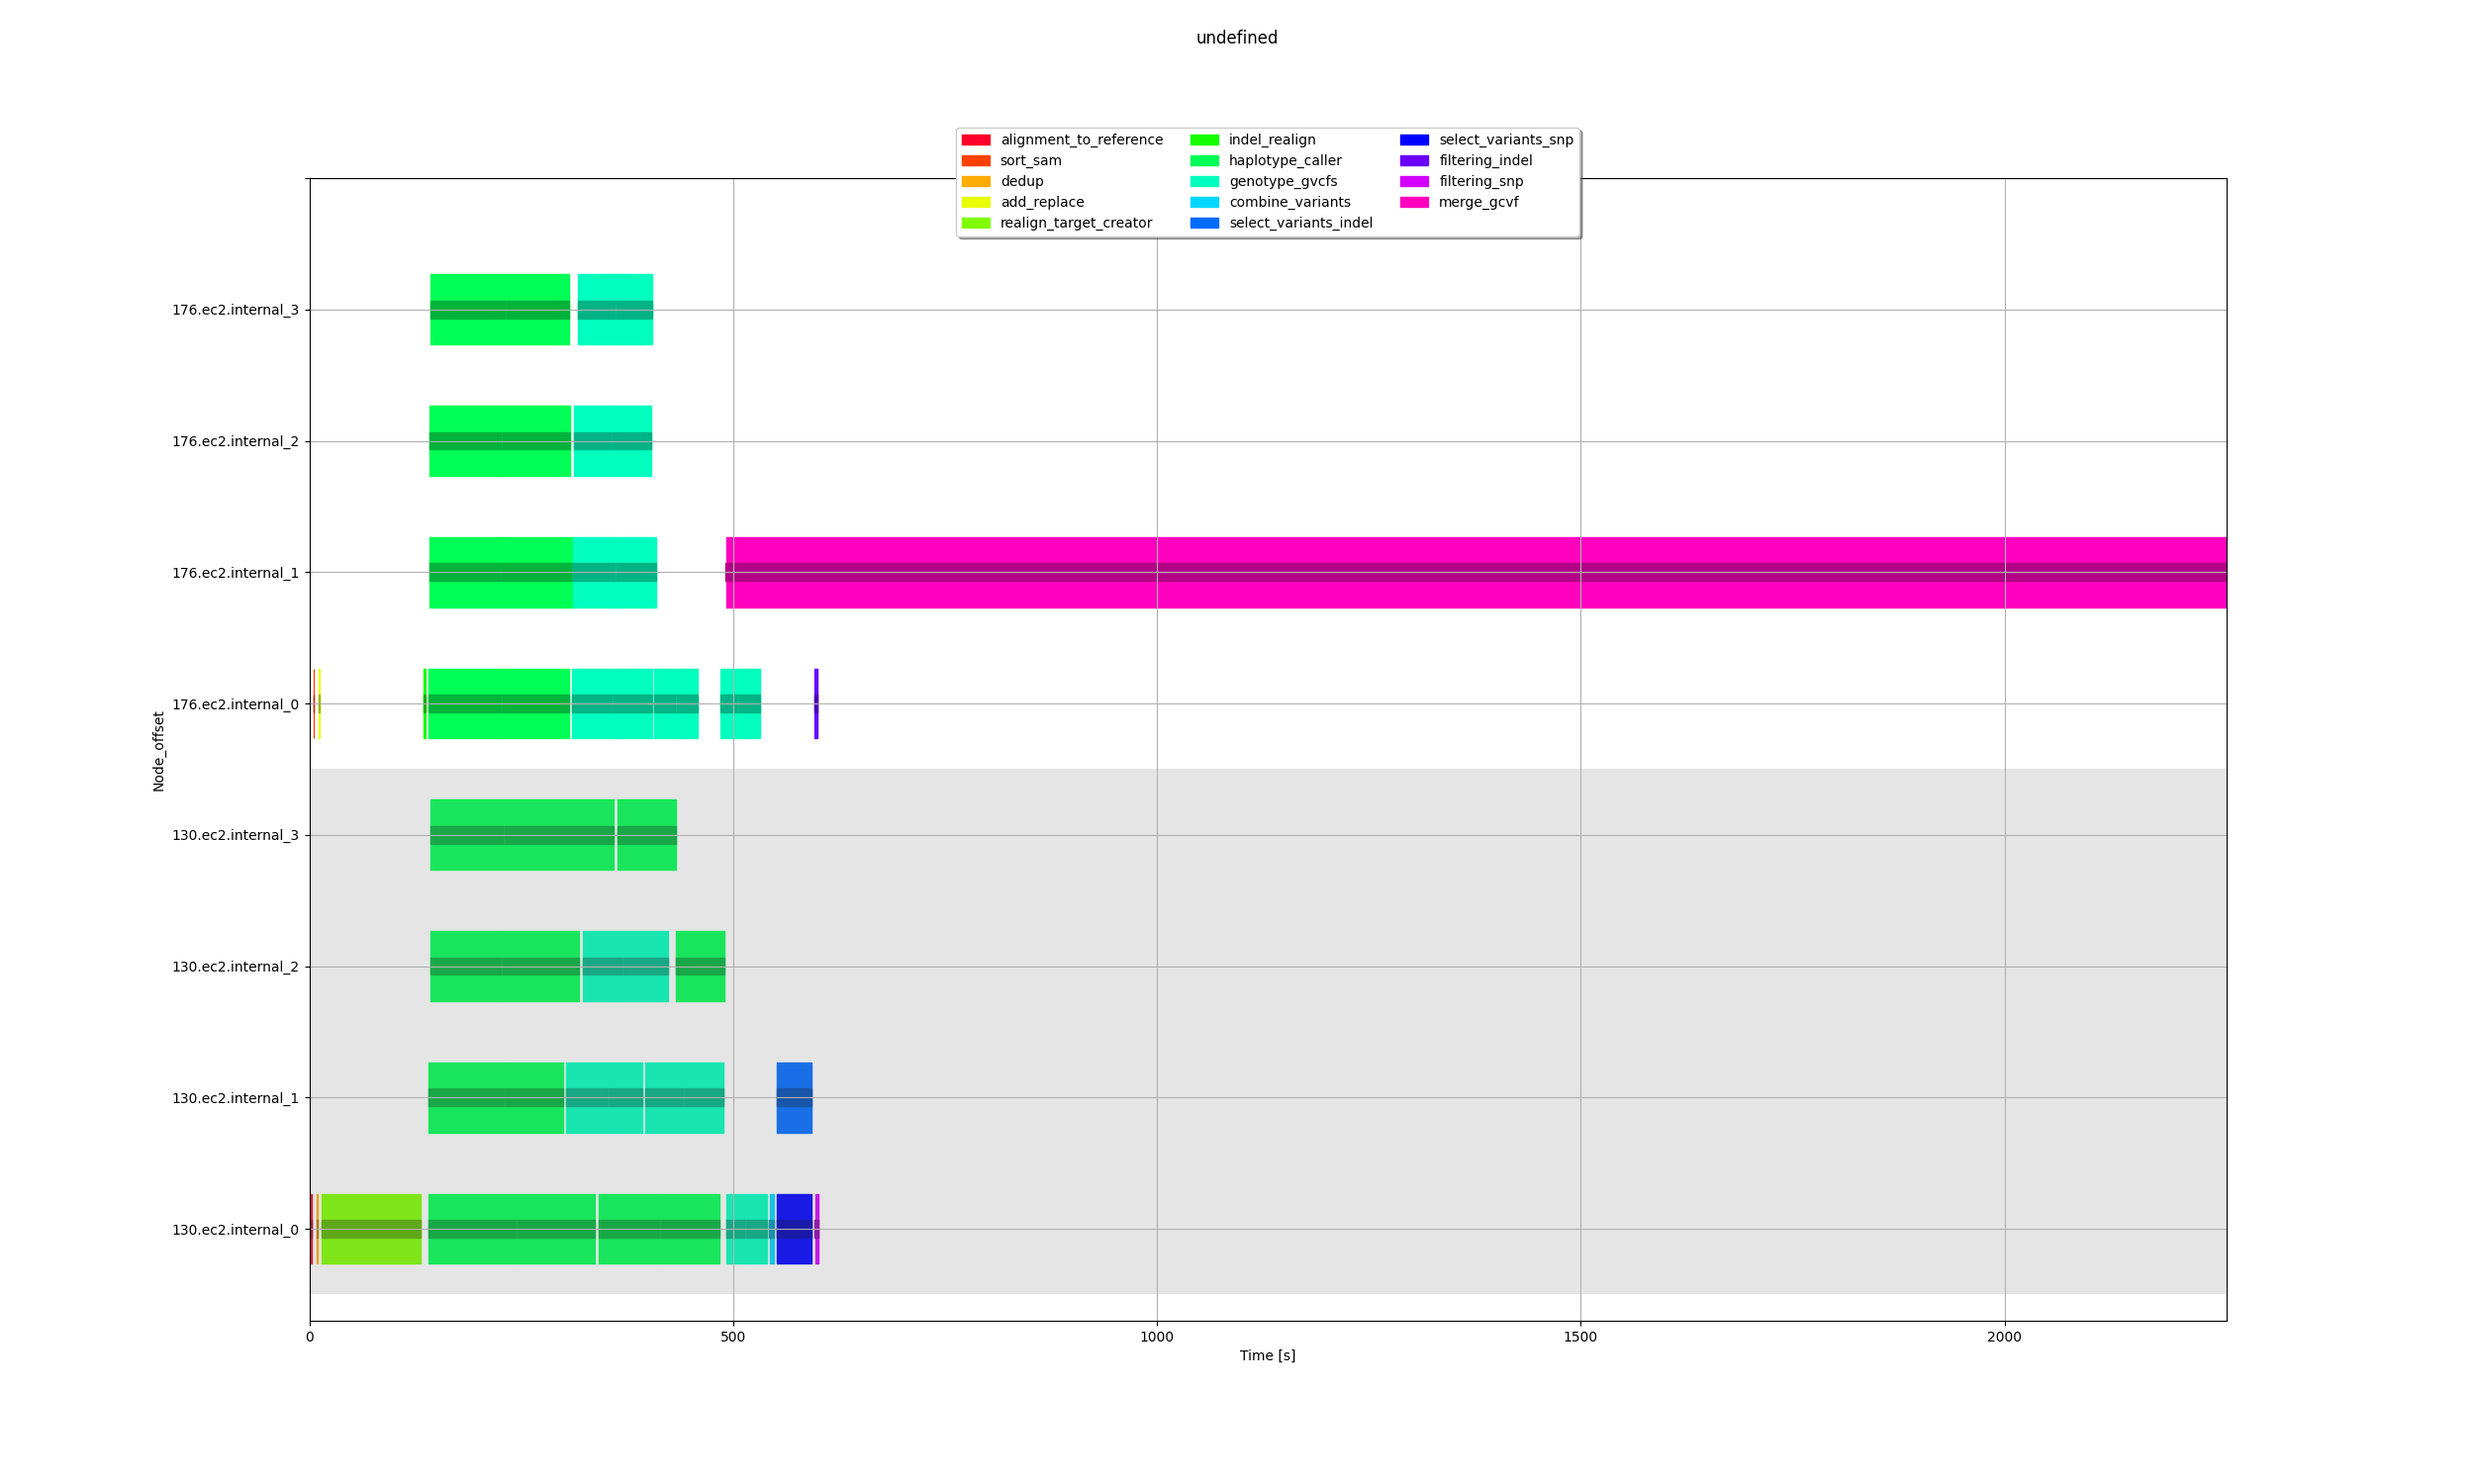 undefined
alignment_to_reference
sort_sam
dedup
add_replace
realign_target_creator
indel_realign
haplotype_caller
genotype_gvcfs
combine_variants
select_variants_indel
select_variants_snp
filtering_indel
filtering_snp
merge_gcvf
Node_offset
176.ec2.internal_3
176.ec2.internal_2
176.ec2.internal_1
176.ec2.internal_0
130.ec2.internal_3
130.ec2.internal_2
130.ec2.internal_1
130.ec2.internal_0
0 500 1000 1500 2000
Time [s]